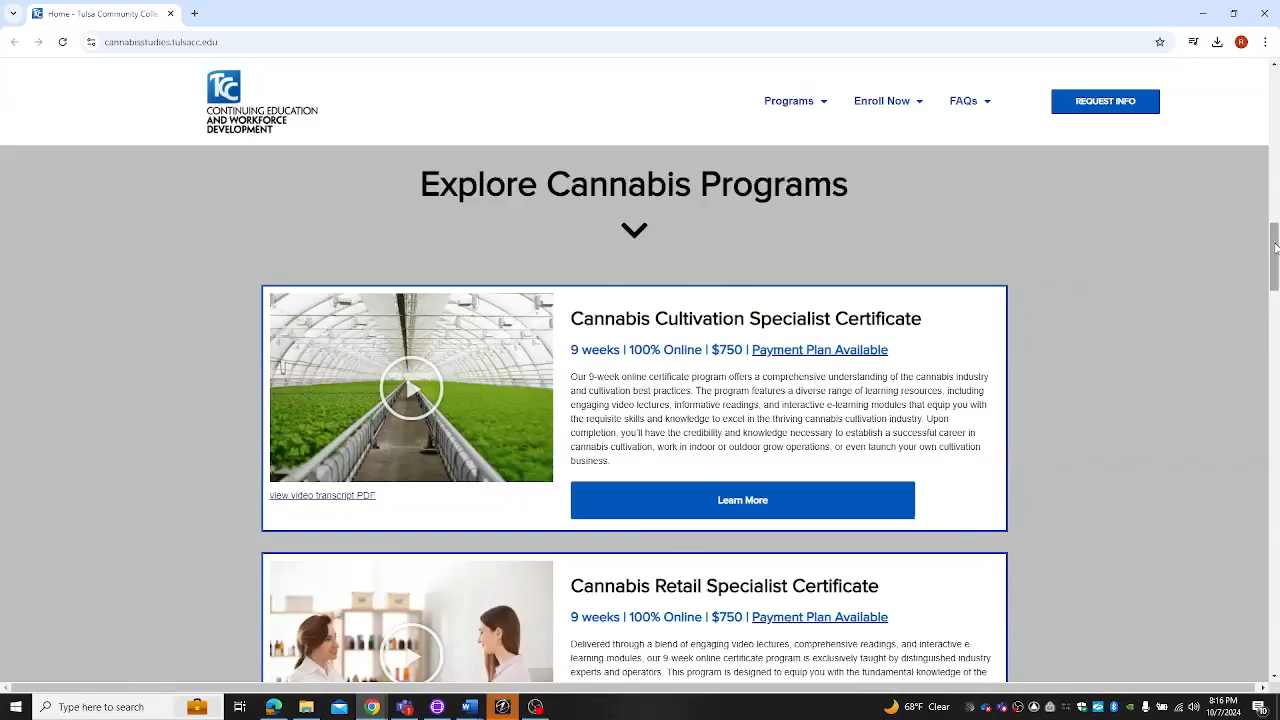 Home - Tulsa Community Colle
cannabisstudies.tulsacc.edu
TCC
CONTINUING EDUCATION
AND WORKFORCE
DEVELOPMENT
Programs
Enroll Now
FAQs
REQUEST INFO
Explore Cannabis Programs
Cannabis Cultivation Specialist Certificate
9 weeks | 100% Online | $750 | Payment Plan Available
Our 9-week online certificate program offers a comprehensive understanding of the cannabis industry
and cultivation best practices. The program features a diverse range of learning resources, including
engaging video lectures, informative readings, and interactive e-learning modules that equip you with
the requisite skills and knowledge to excel in the thriving cannabis cultivation industry. Upon
completion, you'll have the credibility and knowledge necessary to establish a successful career in
cannabis cultivation, work in indoor or outdoor grow operations, or even launch your own cultivation
business.
view video transcript PDF
Learn More
Cannabis Retail Specialist Certificate
9 weeks | 100% Online | $750 | Payment Plan Available
Delivered through a blend of engaging video lectures, comprehensive readings, and interactive e-
learning modules, our 9-week online certificate program is exclusively taught by distinguished industry
experts and operators. This program is designed to equip you with the fundamental knowledge of the
Type here to search
68°F Clear
8:16 PM
10/7/2024